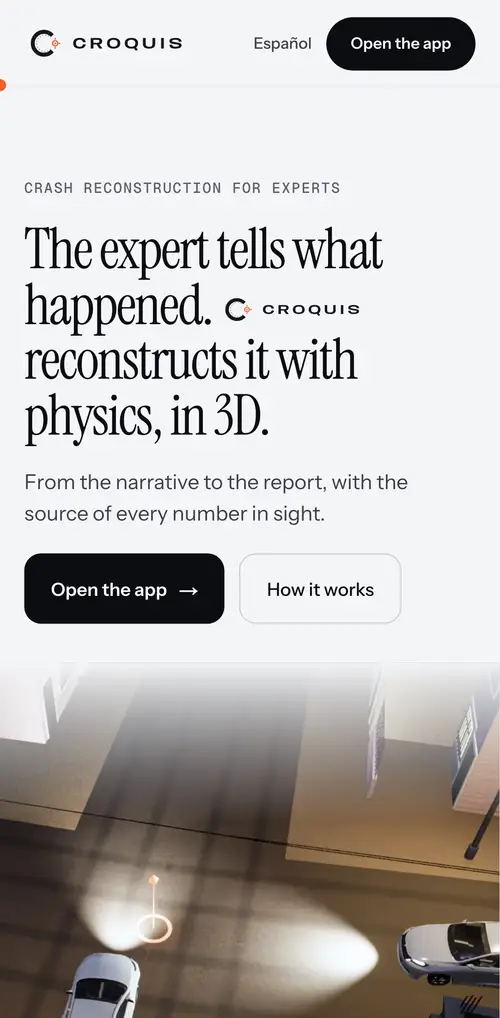 CROQUIS
Español
Open the app
CRASH RECONSTRUCTION FOR EXPERTS
The expert tells what
happened. CROQUIS
reconstructs it with
physics, in 3D.
From the narrative to the report, with the
source of every number in sight.
Open the app →
How it works